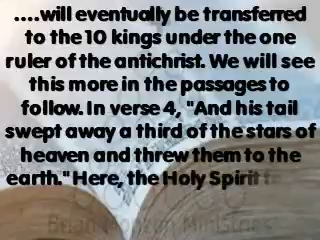 ....will eventually be transferred
to the 10 kings under the one
ruler of the antichrist. We will see
this more in the passages to
follow. In verse 4, "And his tail
swept away a third of the stars of
heaven and threw them to the
earth." Here, the Holy Spirit
Ministries